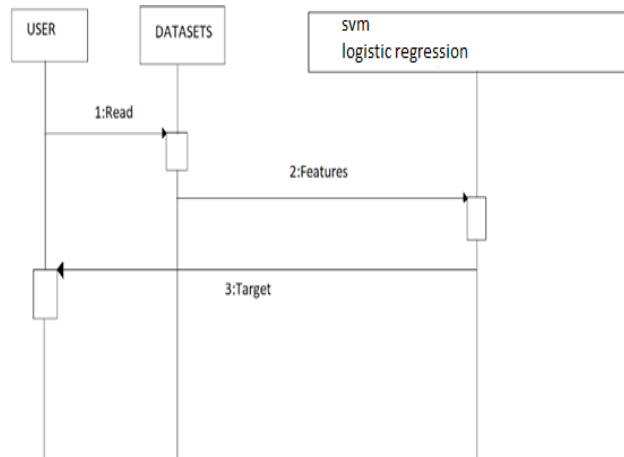 USER
DATASETS
svm
logistic regression
1:Read
2:Features
3:Target